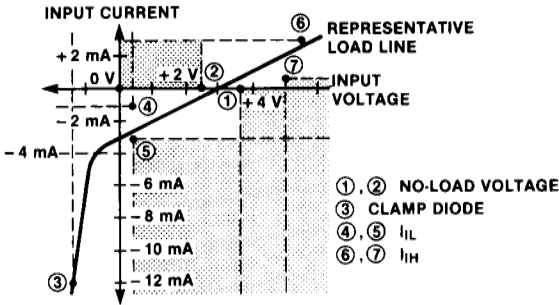 INPUT CURRENT
⑥
REPRESENTATIVE
LOAD LINE
+2 mA
⑦
0 V
+2 V
②
INPUT
VOLTAGE
①
+4 V
④
−2 mA
⑤
−4 mA
−6 mA
−8 mA
−10 mA
③
−12 mA
①,② NO-LOAD VOLTAGE
③ CLAMP DIODE
④,⑤ IIL
⑥,⑦ IIH